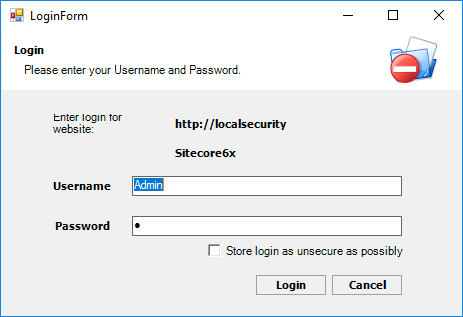 LoginForm
Login
Please enter your Username and Password.
Enter login for
website:
http://localsecurity
Sitecore6x
Username
Admin
Password
●
Store login as unsecure as possibly
Login
Cancel